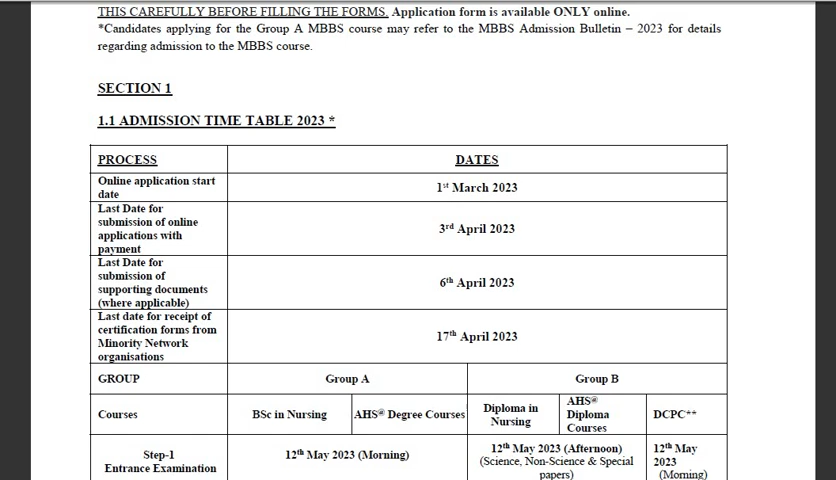 THIS CAREFULLY BEFORE FILLING THE FORMS. Application form is available ONLY online.
*Candidates applying for the Group A MBBS course may refer to the MBBS Admission Bulletin – 2023 for details
regarding admission to the MBBS course.
SECTION 1
1.1 ADMISSION TIME TABLE 2023 *
PROCESS DATES
Online application start
date
1st March 2023
Last Date for
submission of online
applications with
payment
3rd April 2023
Last Date for
submission of
supporting documents
(where applicable)
6th April 2023
Last date for receipt of
certification forms from
Minority Network
organisations
17th April 2023
GROUP Group A Group B
Courses
BSc in Nursing
AHS@ Degree Courses
Diploma in
Nursing
AHS@
Diploma
Courses
DCPC**
Step-1
Entrance Examination
12th May 2023 (Morning)
12th May 2023 (Afternoon)
(Science, Non-Science & Special
papers)
12th May
2023
(Morning)